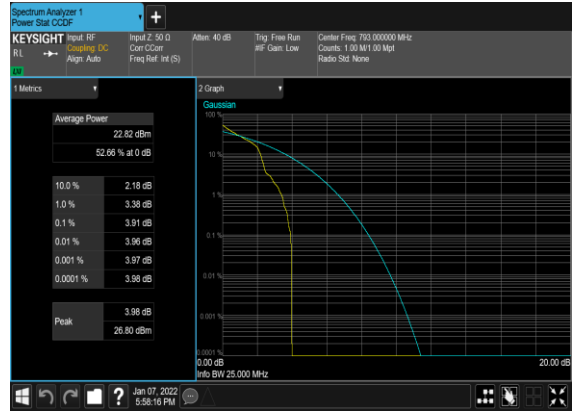 Spectrum Analyzer 1
Power Stat CCDF
KEYSIGHT
RL
Input: RF
Coupling: DC
Align: Auto
Input Z: 50 Ω
Corr CCorr
Freq Ref: Int (S)
Atten: 40 dB
Trig: Free Run
#IF Gain: Low
Center Freq: 793.000000 MHz
Counts: 1.00 M/1.00 Mpt
Radio Std: None
1 Metrics
Average Power
22.82 dBm
52.66 % at 0 dB
10.0 % 2.18 dB
1.0 % 3.38 dB
0.1 % 3.91 dB
0.01 % 3.96 dB
0.001 % 3.97 dB
0.0001 % 3.98 dB
Peak
3.98 dB
26.80 dBm
2 Graph
Gaussian
100 %
10 %
1 %
0.1 %
0.01 %
0.001 %
0.0001 %
0.00 dB 20.00 dB
Info BW 25.000 MHz
?
Jan 07, 2022
5:58:16 PM